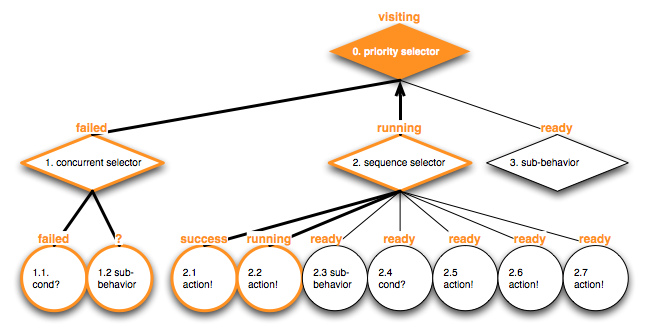 visiting
0. priority selector
failed
running
ready
1. concurrent selector
2. sequence selector
3. sub-behavior
failed
?
success
running
ready
ready
ready
ready
ready
1.1.
cond?
1.2 sub-
behavior
2.1
action!
2.2
action!
2.3 sub-
behavior
2.4
cond?
2.5
action!
2.6
action!
2.7
action!